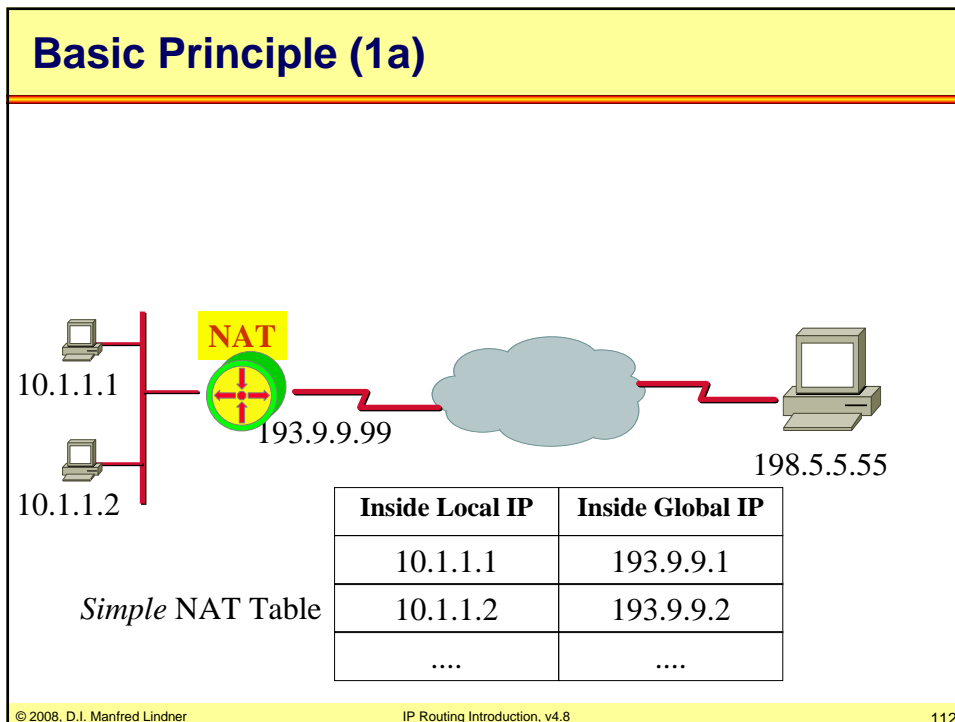 Basic Principle (1a)
NAT
10.1.1.1
193.9.9.99
198.5.5.55
10.1.1.2
Inside Local IP Inside Global IP
10.1.1.1 193.9.9.1
Simple NAT Table 10.1.1.2 193.9.9.2
.... ....
© 2008, D.I. Manfred Lindner IP Routing Introduction, v4.8 112